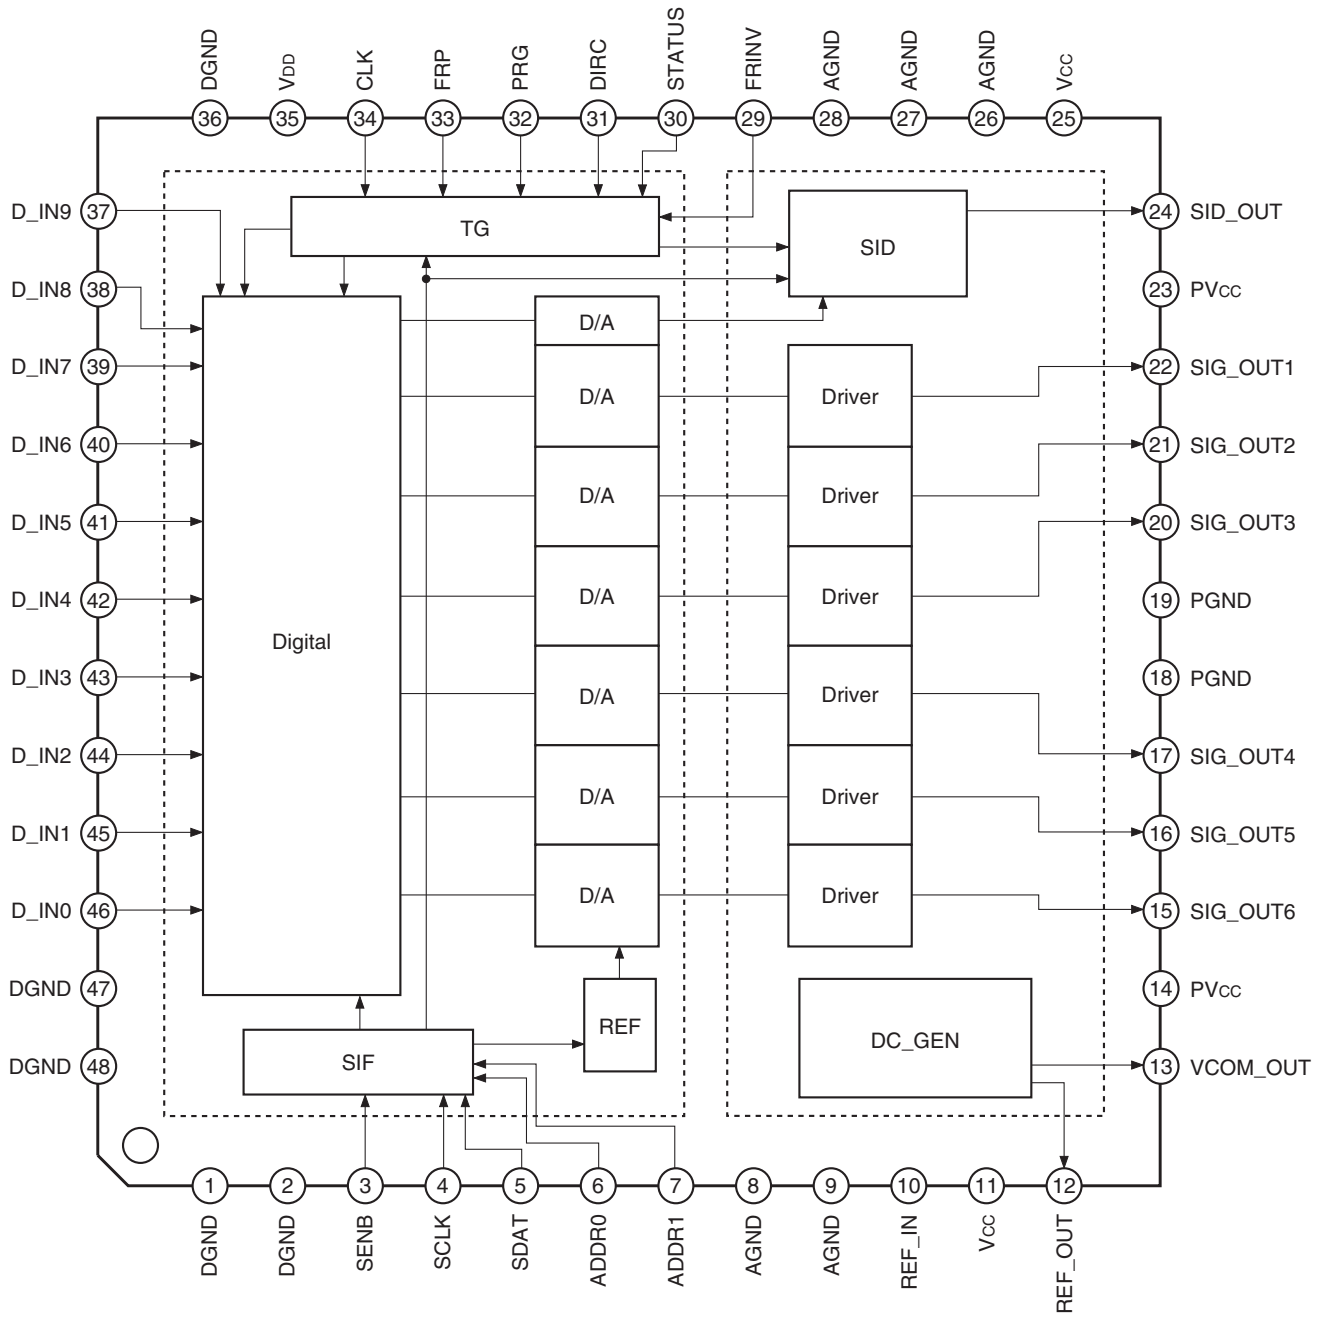 DGND
VDD
CLK
FRP
PRG
DIRC
STATUS
FRINV
AGND
AGND
AGND
VCC
36
35
34
33
32
31
30
29
28
27
26
25
D_IN9 37
D_IN8 38
D_IN7 39
D_IN6 40
D_IN5 41
D_IN4 42
D_IN3 43
D_IN2 44
D_IN1 45
D_IN0 46
DGND 47
DGND 48
TG
SID
Digital
D/A
D/A
Driver
D/A
Driver
D/A
Driver
D/A
Driver
D/A
Driver
D/A
Driver
SIF
REF
DC_GEN
24 SID_OUT
23 PVCC
22 SIG_OUT1
21 SIG_OUT2
20 SIG_OUT3
19 PGND
18 PGND
17 SIG_OUT4
16 SIG_OUT5
15 SIG_OUT6
14 PVCC
13 VCOM_OUT
1
2
3
4
5
6
7
8
9
10
11
12
DGND
DGND
SENB
SCLK
SDAT
ADDR0
ADDR1
AGND
AGND
REF_IN
VCC
REF_OUT